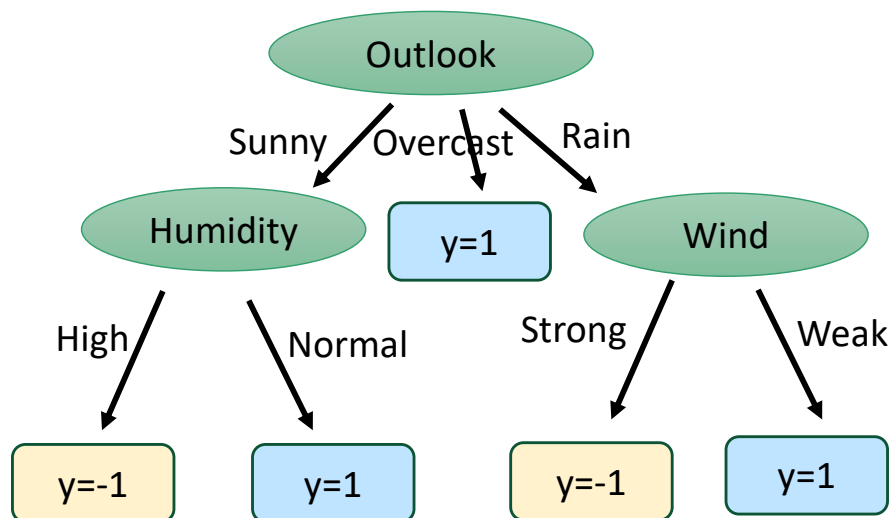 Outlook
Sunny
Overcast
Rain
Humidity
y=1
Wind
High
Normal
Strong
Weak
y=-1
y=1
y=-1
y=1